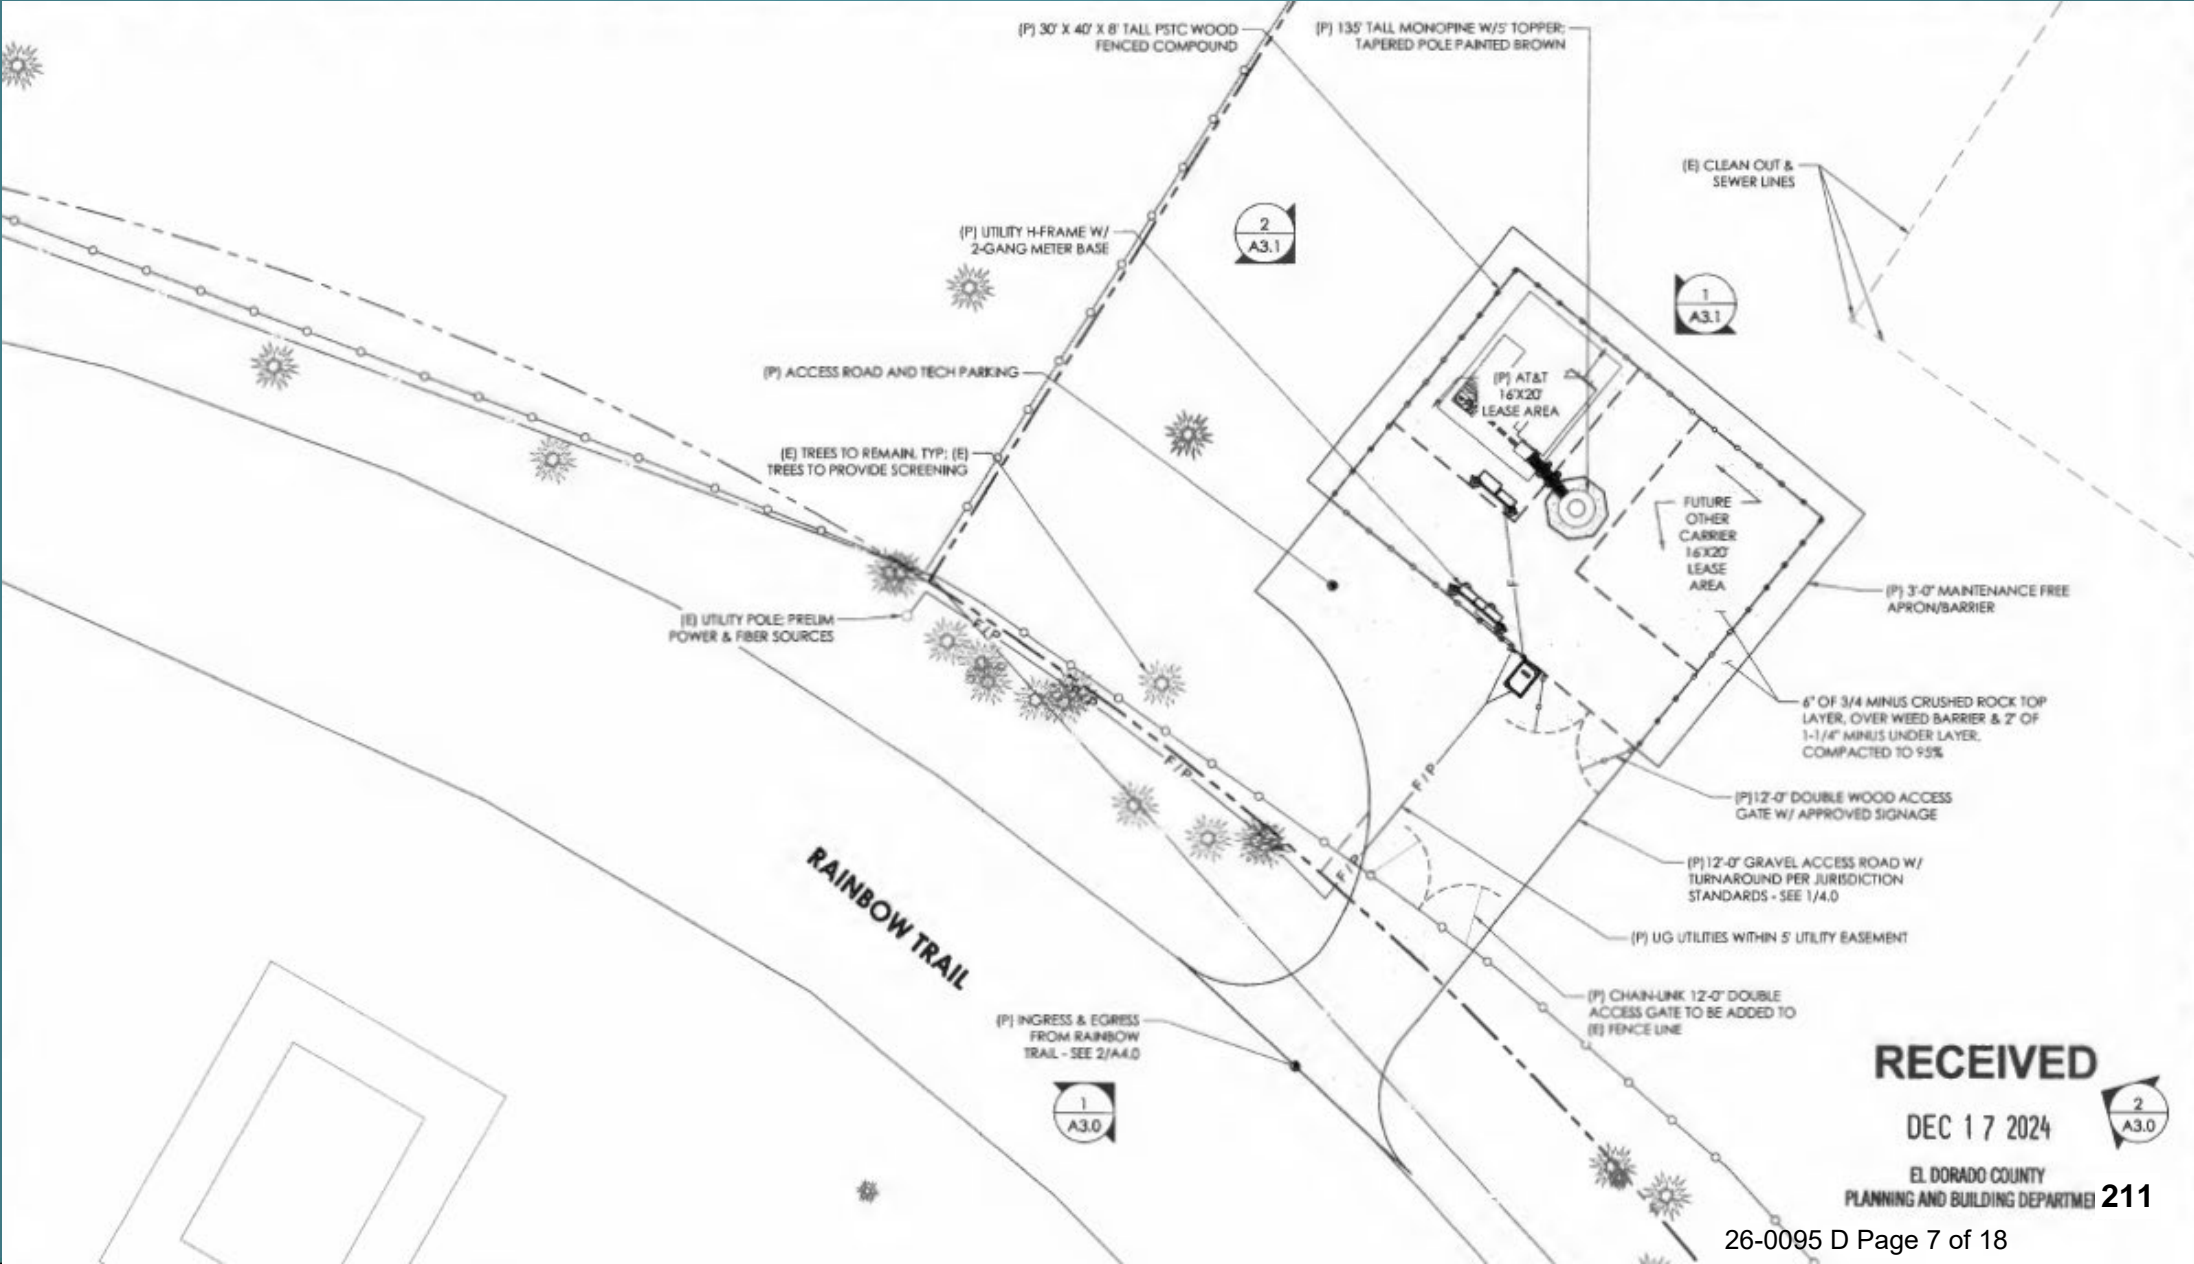 (P) 30' X 40' X 8' TALL PSTC WOOD
FENCED COMPOUND
(P) 135' TALL MONOPINE W/5' TOPPER;
TAPERED POLE PAINTED BROWN
(E) CLEAN OUT &
SEWER LINES
(P) UTILITY H-FRAME W/
2-GANG METER BASE
2
A3.1
1
A3.1
(P) ACCESS ROAD AND TECH PARKING
(P) AT&T
16'X20'
LEASE AREA
(E) TREES TO REMAIN, TYP; (E)
TREES TO PROVIDE SCREENING
FUTURE
OTHER
CARRIER
16'X20'
LEASE
AREA
F
(P) 3'-0" MAINTENANCE FREE
APRON/BARRIER
(E) UTILITY POLE; PRELIM
POWER & FIBER SOURCES
F/P
6" OF 3/4 MINUS CRUSHED ROCK TOP
LAYER, OVER WEED BARRIER & 2" OF
1-1/4" MINUS UNDER LAYER,
COMPACTED TO 95%
F/P
F/P
(P)12'-0" DOUBLE WOOD ACCESS
GATE W/ APPROVED SIGNAGE
F/P
(P)12'-0" GRAVEL ACCESS ROAD W/
TURNAROUND PER JURISDICTION
STANDARDS - SEE 1/4.0
RAINBOW TRAIL
(P) UG UTILITIES WITHIN 5' UTILITY EASEMENT
(P) CHAIN-LINK 12'-0" DOUBLE
ACCESS GATE TO BE ADDED TO
(E) FENCE LINE
(P) INGRESS & EGRESS
FROM RAINBOW
TRAIL - SEE 2/A4.0
1
A3.0
RECEIVED
2
A3.0
DEC 17 2024
EL DORADO COUNTY
PLANNING AND BUILDING DEPARTME 211
26-0095 D Page 7 of 18